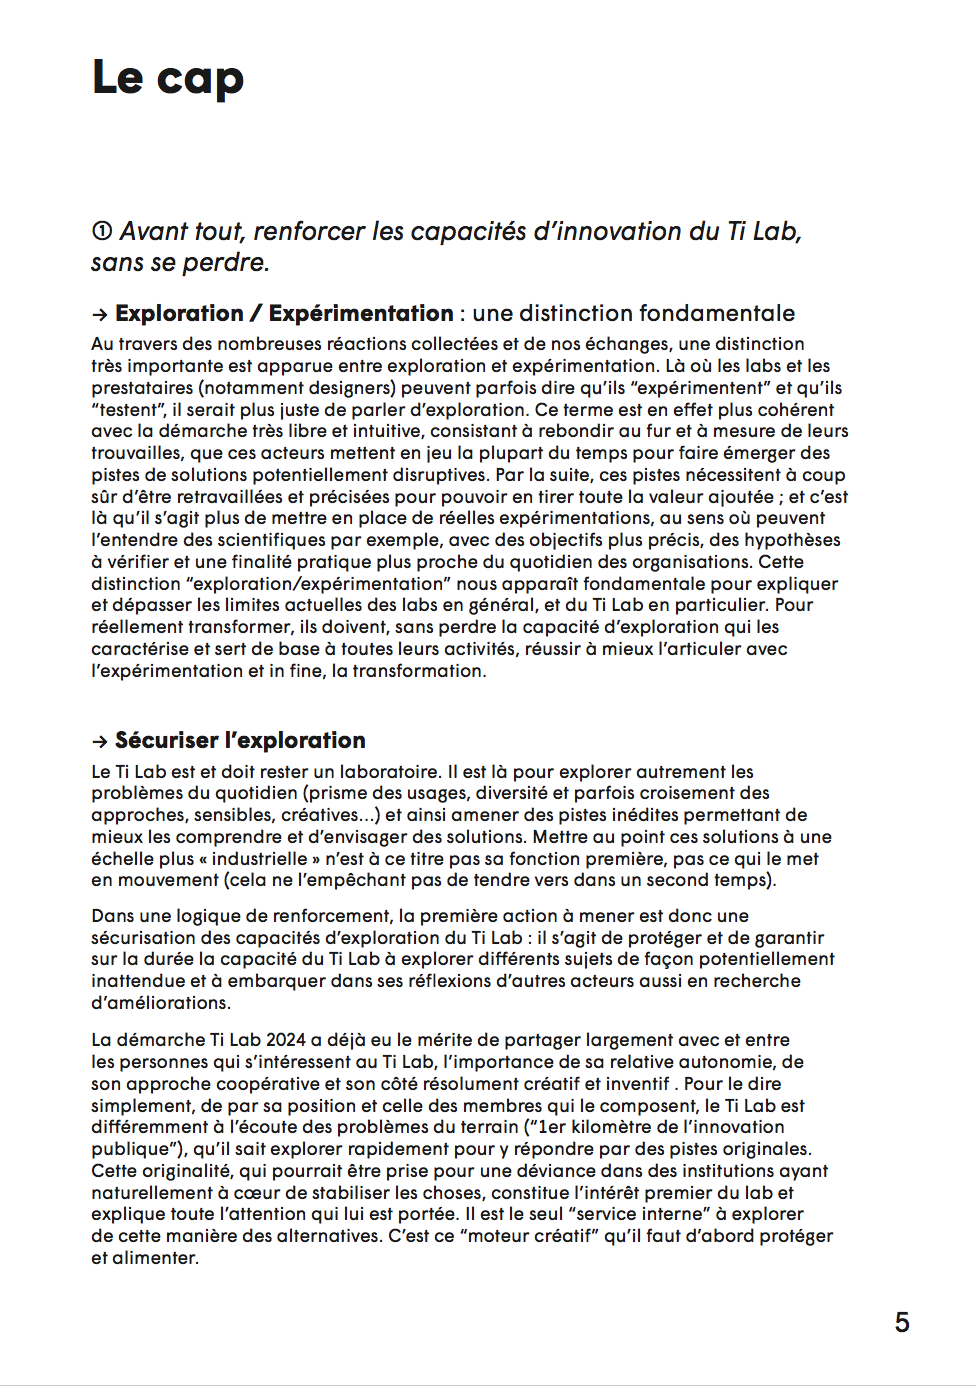 Le cap
① Avant tout, renforcer les capacités d’innovation du Ti Lab,
sans se perdre.
→ Exploration / Expérimentation : une distinction fondamentale
Au travers des nombreuses réactions collectées et de nos échanges, une distinction
très importante est apparue entre exploration et expérimentation. Là où les labs et les
prestataires (notamment designers) peuvent parfois dire qu’ils “expérimentent” et qu’ils
“testent”, il serait plus juste de parler d’exploration. Ce terme est en effet plus cohérent
avec la démarche très libre et intuitive, consistant à rebondir au fur et à mesure de leurs
trouvailles, que ces acteurs mettent en jeu la plupart du temps pour faire émerger des
pistes de solutions potentiellement disruptives. Par la suite, ces pistes nécessitent à coup
sûr d’être retravaillées et précisées pour pouvoir en tirer toute la valeur ajoutée ; et c’est
là qu’il s’agit plus de mettre en place de réelles expérimentations, au sens où peuvent
l’entendre des scientifiques par exemple, avec des objectifs plus précis, des hypothèses
à vérifier et une finalité pratique plus proche du quotidien des organisations. Cette
distinction “exploration/expérimentation” nous apparaît fondamentale pour expliquer
et dépasser les limites actuelles des labs en général, et du Ti Lab en particulier. Pour
réellement transformer, ils doivent, sans perdre la capacité d’exploration qui les
caractérise et sert de base à toutes leurs activités, réussir à mieux l’articuler avec
l’expérimentation et in fine, la transformation.
→ Sécuriser l’exploration
Le Ti Lab est et doit rester un laboratoire. Il est là pour explorer autrement les
problèmes du quotidien (prisme des usages, diversité et parfois croisement des
approches, sensibles, créatives...) et ainsi amener des pistes inédites permettant de
mieux les comprendre et d’envisager des solutions. Mettre au point ces solutions à une
échelle plus « industrielle » n’est à ce titre pas sa fonction première, pas ce qui le met
en mouvement (cela ne l’empêchant pas de tendre vers dans un second temps).
Dans une logique de renforcement, la première action à mener est donc une
sécurisation des capacités d’exploration du Ti Lab : il s’agit de protéger et de garantir
sur la durée la capacité du Ti Lab à explorer différents sujets de façon potentiellement
inattendue et à embarquer dans ses réflexions d’autres acteurs aussi en recherche
d’améliorations.
La démarche Ti Lab 2024 a déjà eu le mérite de partager largement avec et entre
les personnes qui s’intéressent au Ti Lab, l’importance de sa relative autonomie, de
son approche coopérative et son côté résolument créatif et inventif . Pour le dire
simplement, de par sa position et celle des membres qui le composent, le Ti Lab est
différemment à l’écoute des problèmes du terrain (“1er kilomètre de l’innovation
publique”), qu’il sait explorer rapidement pour y répondre par des pistes originales.
Cette originalité, qui pourrait être prise pour une déviance dans des institutions ayant
naturellement à cœur de stabiliser les choses, constitue l’intérêt premier du lab et
explique toute l’attention qui lui est portée. Il est le seul “service interne” à explorer
de cette manière des alternatives. C’est ce “moteur créatif” qu’il faut d’abord protéger
et alimenter.
5